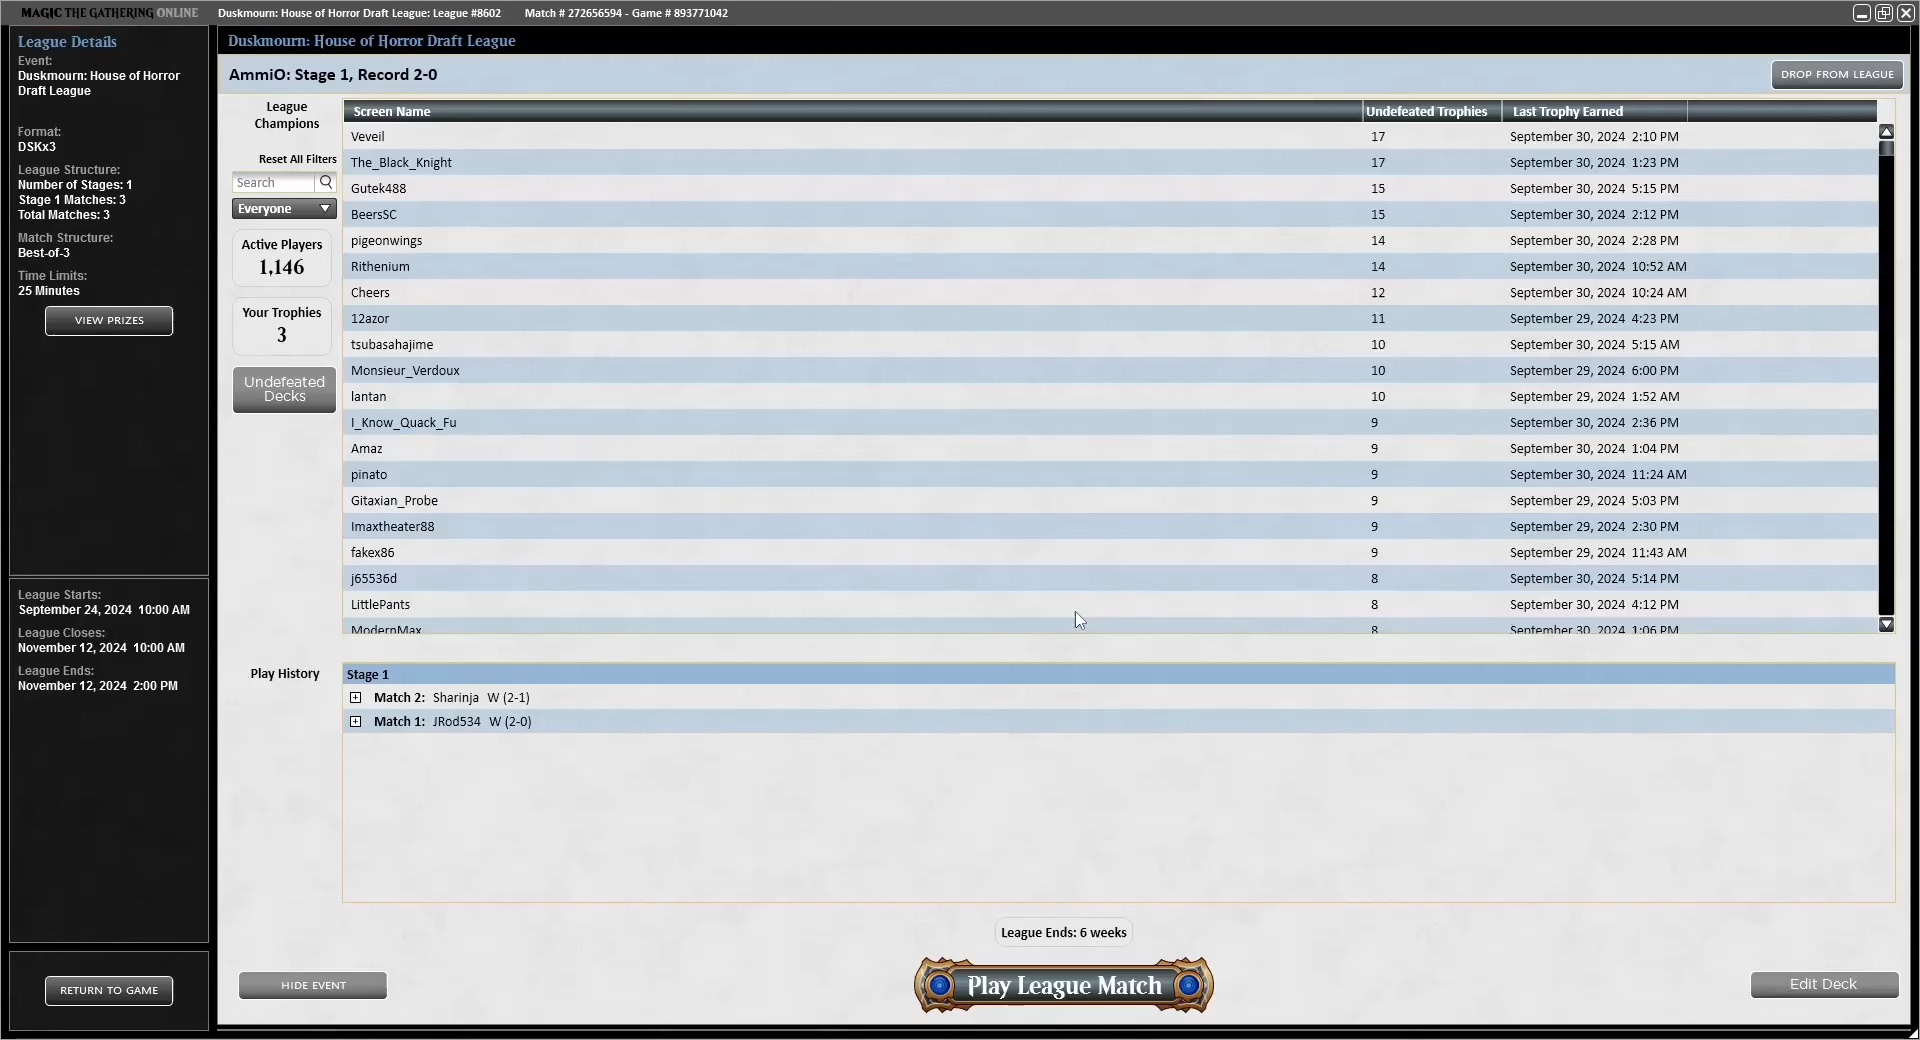 MAGIC THE GATHERING ONLINE Duskmourn: House of Horror Draft League: League #8602 Match # 272656594 - Game # 893771042
League Details
Event:
Duskmourn: House of Horror
Draft League
Format:
DSKx3
League Structure:
Number of Stages: 1
Stage 1 Matches: 3
Total Matches: 3
Match Structure:
Best-of-3
Time Limits:
25 Minutes
VIEW PRIZES
League Starts:
September 24, 2024 10:00 AM
League Closes:
November 12, 2024 10:00 AM
League Ends:
November 12, 2024 2:00 PM
RETURN TO GAME
Duskmourn: House of Horror Draft League
AmmiO: Stage 1, Record 2-0
DROP FROM LEAGUE
League
Champions
Reset All Filters
Search
Everyone
Active Players
1,146
Your Trophies
3
Undefeated
Decks
Screen Name Undefeated Trophies Last Trophy Earned
Veveil 17 September 30, 2024 2:10 PM
The_Black_Knight 17 September 30, 2024 1:23 PM
Gutek488 15 September 30, 2024 5:15 PM
BeersSC 15 September 30, 2024 2:12 PM
pigeonwings 14 September 30, 2024 2:28 PM
Rithenium 14 September 30, 2024 10:52 AM
Cheers 12 September 30, 2024 10:24 AM
12azor 11 September 29, 2024 4:23 PM
tsubasahajime 10 September 30, 2024 5:15 AM
Monsieur_Verdoux 10 September 29, 2024 6:00 PM
lantan 10 September 29, 2024 1:52 AM
I_Know_Quack_Fu 9 September 30, 2024 2:36 PM
Amaz 9 September 30, 2024 1:04 PM
pinato 9 September 30, 2024 11:24 AM
Gitaxian_Probe 9 September 29, 2024 5:03 PM
Imaxtheater88 9 September 29, 2024 2:30 PM
fakex86 9 September 29, 2024 11:43 AM
j65536d 8 September 30, 2024 5:14 PM
LittlePants 8 September 30, 2024 4:12 PM
ModernMax 8 September 30, 2024 1:06 PM
Play History
Stage 1
Match 2: Sharinja W (2-1)
Match 1: JRod534 W (2-0)
League Ends: 6 weeks
HIDE EVENT
Play League Match
Edit Deck